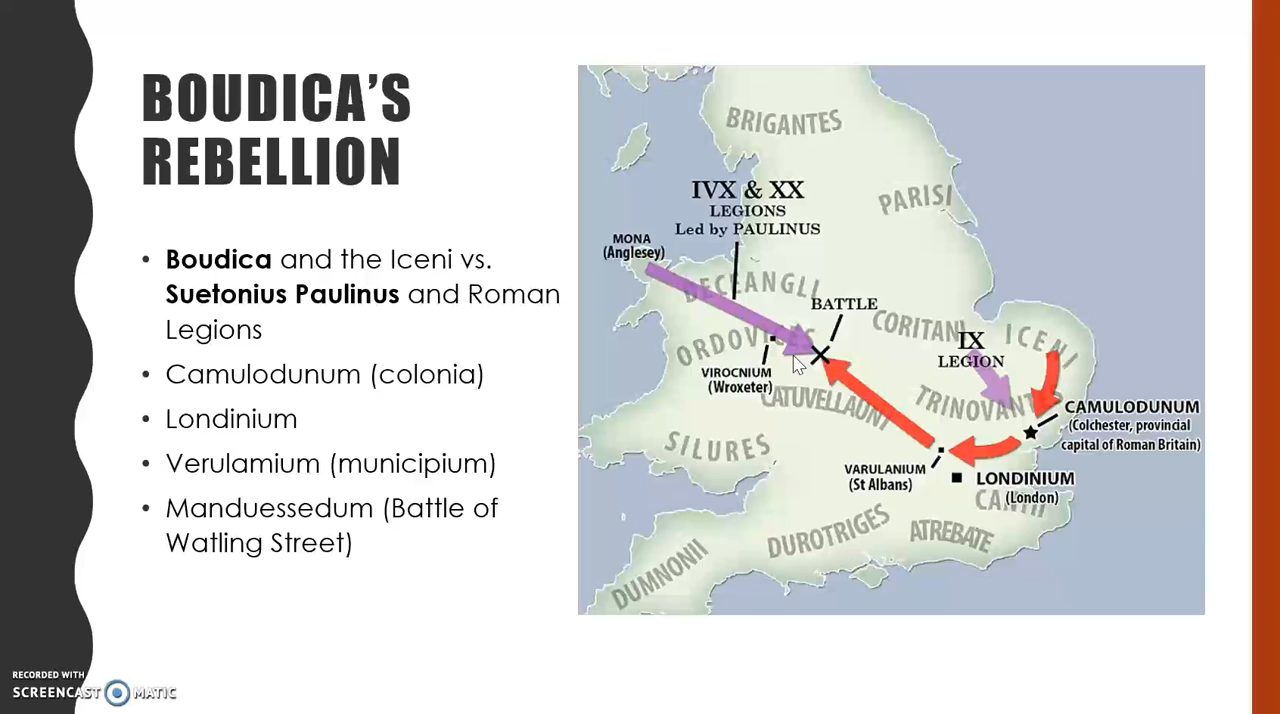 BOUDICA'S
REBELLION
• Boudica and the Iceni vs.
Suetonius Paulinus and Roman
Legions
• Camulodunum (colonia)
• Londinium
• Verulamium (municipium)
• Manduessedum (Battle of
Watling Street)
BRIGANTES
PARISI
IVX & XX
LEGIONS
Led by PAULINUS
MONA
(Anglesey)
DECEANGLI
BATTLE
CORITANI
ICENI
IX
LEGION
ORDOVICES
VIROCNIUM
(Wroxeter)
CATUVELLAUNI
TRINOVANTES
CAMULODUNUM
(Colchester, provincial
capital of Roman Britain)
SILURES
VARULANIUM
(St Albans)
LONDINIUM
(London)
CANTII
DUROTRIGES
ATREBATE
DUMNONII
RECORDED WITH
SCREENCAST MATIC